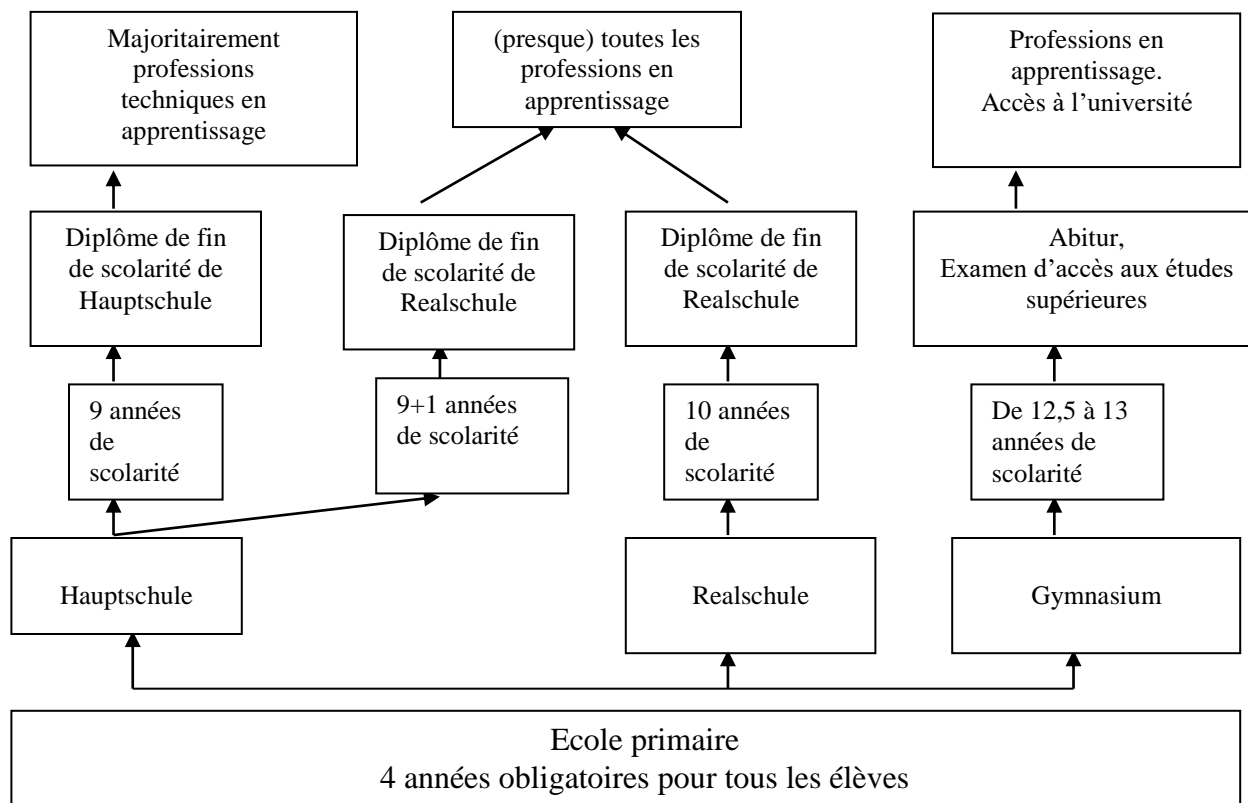 Majoritairement
professions
techniques en
apprentissage
(presque) toutes les
professions en
apprentissage
Professions en
apprentissage.
Accès à l’université
Diplôme de fin
de scolarité de
Hauptschule
Diplôme de fin
de scolarité de
Realschule
Diplôme de fin
de scolarité de
Realschule
Abitur,
Examen d’accès aux études
supérieures
9 années
de
scolarité
9+1 années
de scolarité
10 années
de
scolarité
De 12,5 à 13
années de
scolarité
Hauptschule
Realschule
Gymnasium
Ecole primaire
4 années obligatoires pour tous les élèves